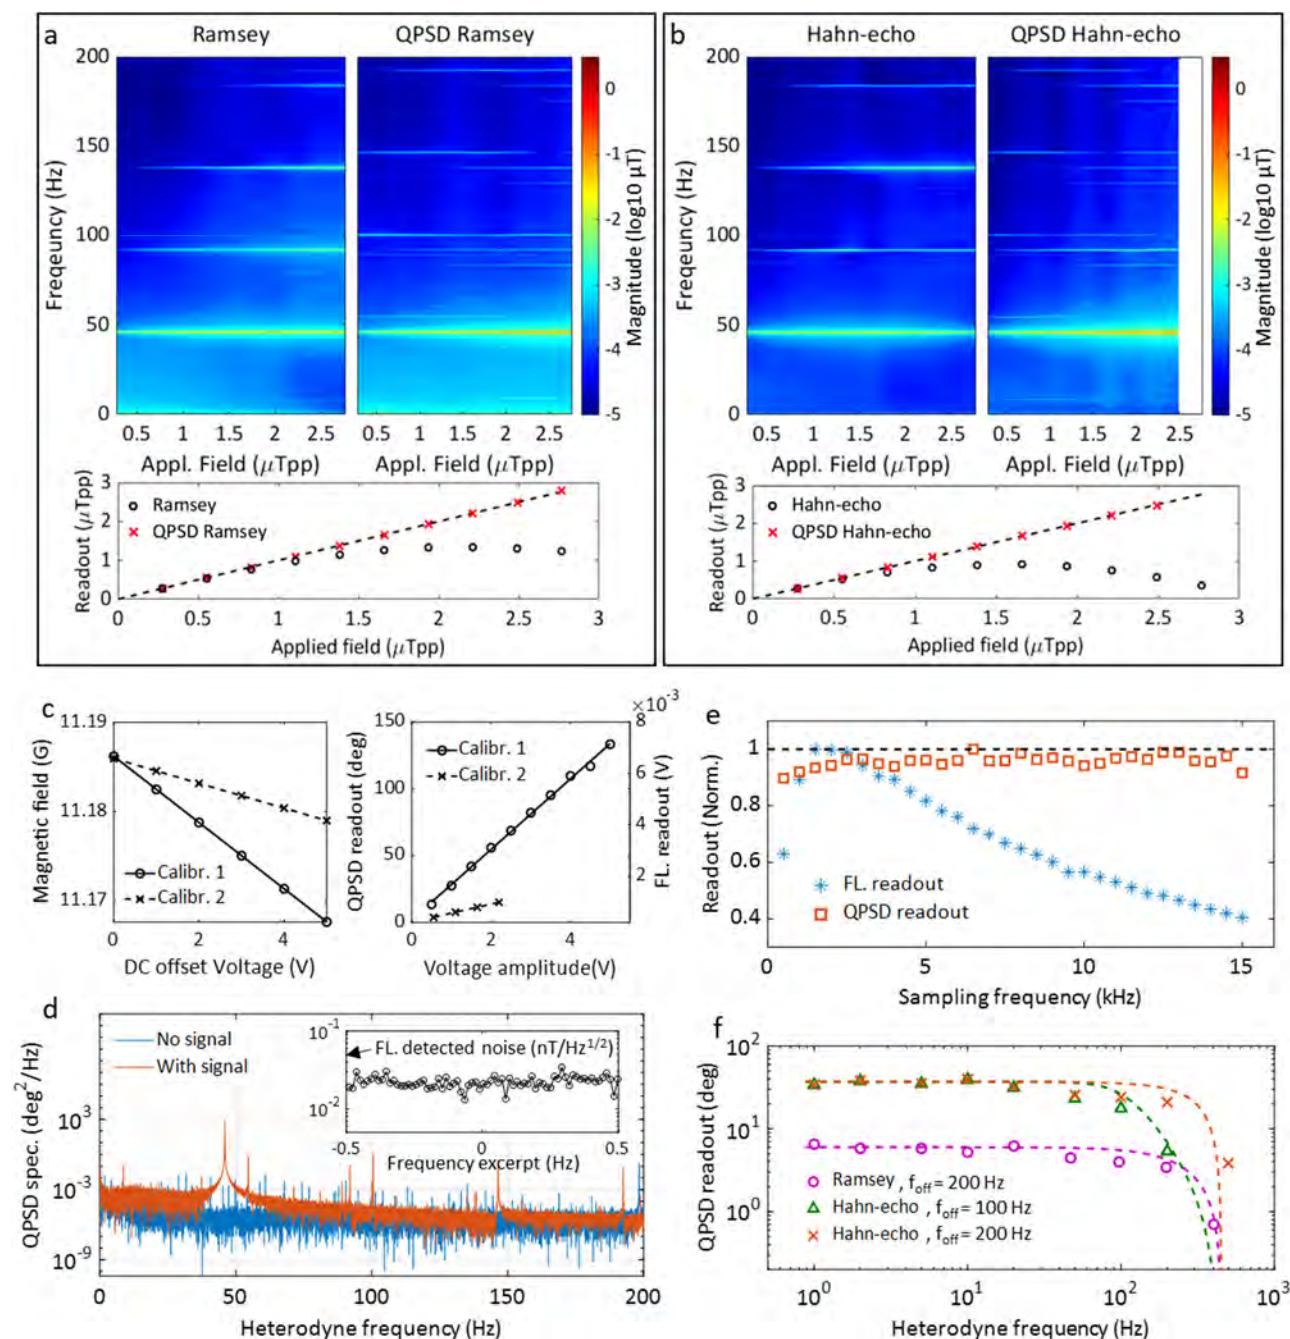 a
Ramsey
QPSD Ramsey
200
150
100
50
0
Freqeuncy (Hz)
0
-1
-2
-3
-4
-5
Magnitude (log10 μT)
0.5 1 1.5 2 2.5
0.5 1 1.5 2 2.5
Appl. Field (μTpp)
Appl. Field (μTpp)
3
2
1
0
Readout (μTpp)
Ramsey
QPSD Ramsey
0 0.5 1 1.5 2 2.5 3
Applied field (μTpp)
b
Hahn-echo
QPSD Hahn-echo
200
150
100
50
0
Freqeuncy (Hz)
0
-1
-2
-3
-4
-5
Magnitude (log10 μT)
0.5 1 1.5 2 2.5
0.5 1 1.5 2 2.5
Appl. Field (μTpp)
Appl. Field (μTpp)
3
2
1
0
Readout (μTpp)
Hahn-echo
QPSD Hahn-echo
0 0.5 1 1.5 2 2.5 3
Applied field (μTpp)
c
11.19
11.18
11.17
Magnetic field (G)
Calibr. 1
Calibr. 2
0 2 4
DC offset Voltage (V)
150
100
50
0
QPSD readout (deg)
Calibr. 1
Calibr. 2
×10⁻³
8
6
4
2
FL. readout (V)
0 2 4
Voltage amplitude(V)
e
1
0.8
0.6
0.4
Readout (Norm.)
FL. readout
QPSD readout
0 5 10 15
Sampling frequency (kHz)
d
10³
10⁻³
10⁻⁹
QPSD spec. (deg²/Hz)
No signal
With signal
10⁻¹
10⁻²
FL. detected noise (nT/Hz¹ᐟ²)
-0.5 0 0.5
Frequency excerpt (Hz)
0 50 100 150 200
Heterodyne frequency (Hz)
f
10²
10¹
10⁰
QPSD readout (deg)
Ramsey , f_off = 200 Hz
Hahn-echo , f_off = 100 Hz
Hahn-echo , f_off = 200 Hz
10⁰ 10¹ 10² 10³
Heterodyne frequency (Hz)